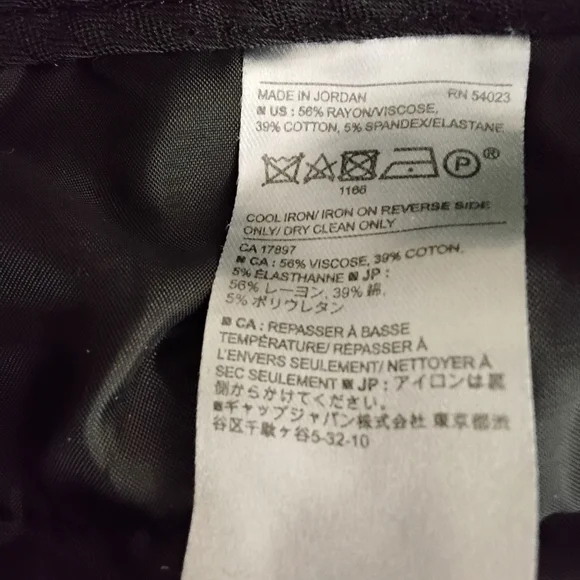 MADE IN JORDAN RN 54023
US : 56% RAYON/VISCOSE,
39% COTTON, 5% SPANDEX/ELASTANE
P ®
1166
COOL IRON/ IRON ON REVERSE SIDE
ONLY/ DRY CLEAN ONLY
CA 17897
CA : 56% VISCOSE, 39% COTON,
5% ÉLASTHANNE JP :
56% レーヨン, 39% 綿,
5% ポリウレタン
CA : REPASSER À BASSE
TEMPÉRATURE/ REPASSER À
L'ENVERS SEULEMENT/ NETTOYER À
SEC SEULEMENT JP : アイロンは裏
側からかけてください。
ギャップジャパン株式会社 東京都渋
谷区千駄ヶ谷5-32-10